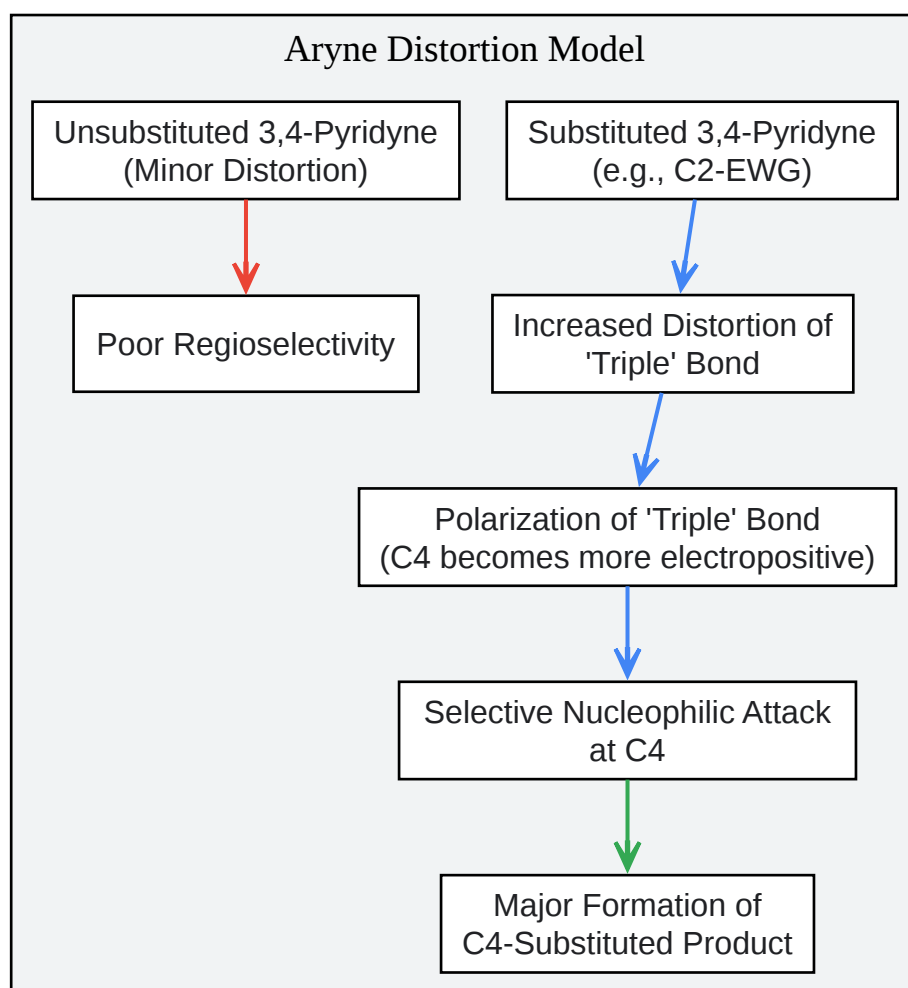 Aryne Distortion Model
Unsubstituted 3,4-Pyridyne
(Minor Distortion)
Poor Regioselectivity
Substituted 3,4-Pyridyne
(e.g., C2-EWG)
Increased Distortion of
'Triple' Bond
Polarization of 'Triple' Bond
(C4 becomes more electropositive)
Selective Nucleophilic Attack
at C4
Major Formation of
C4-Substituted Product